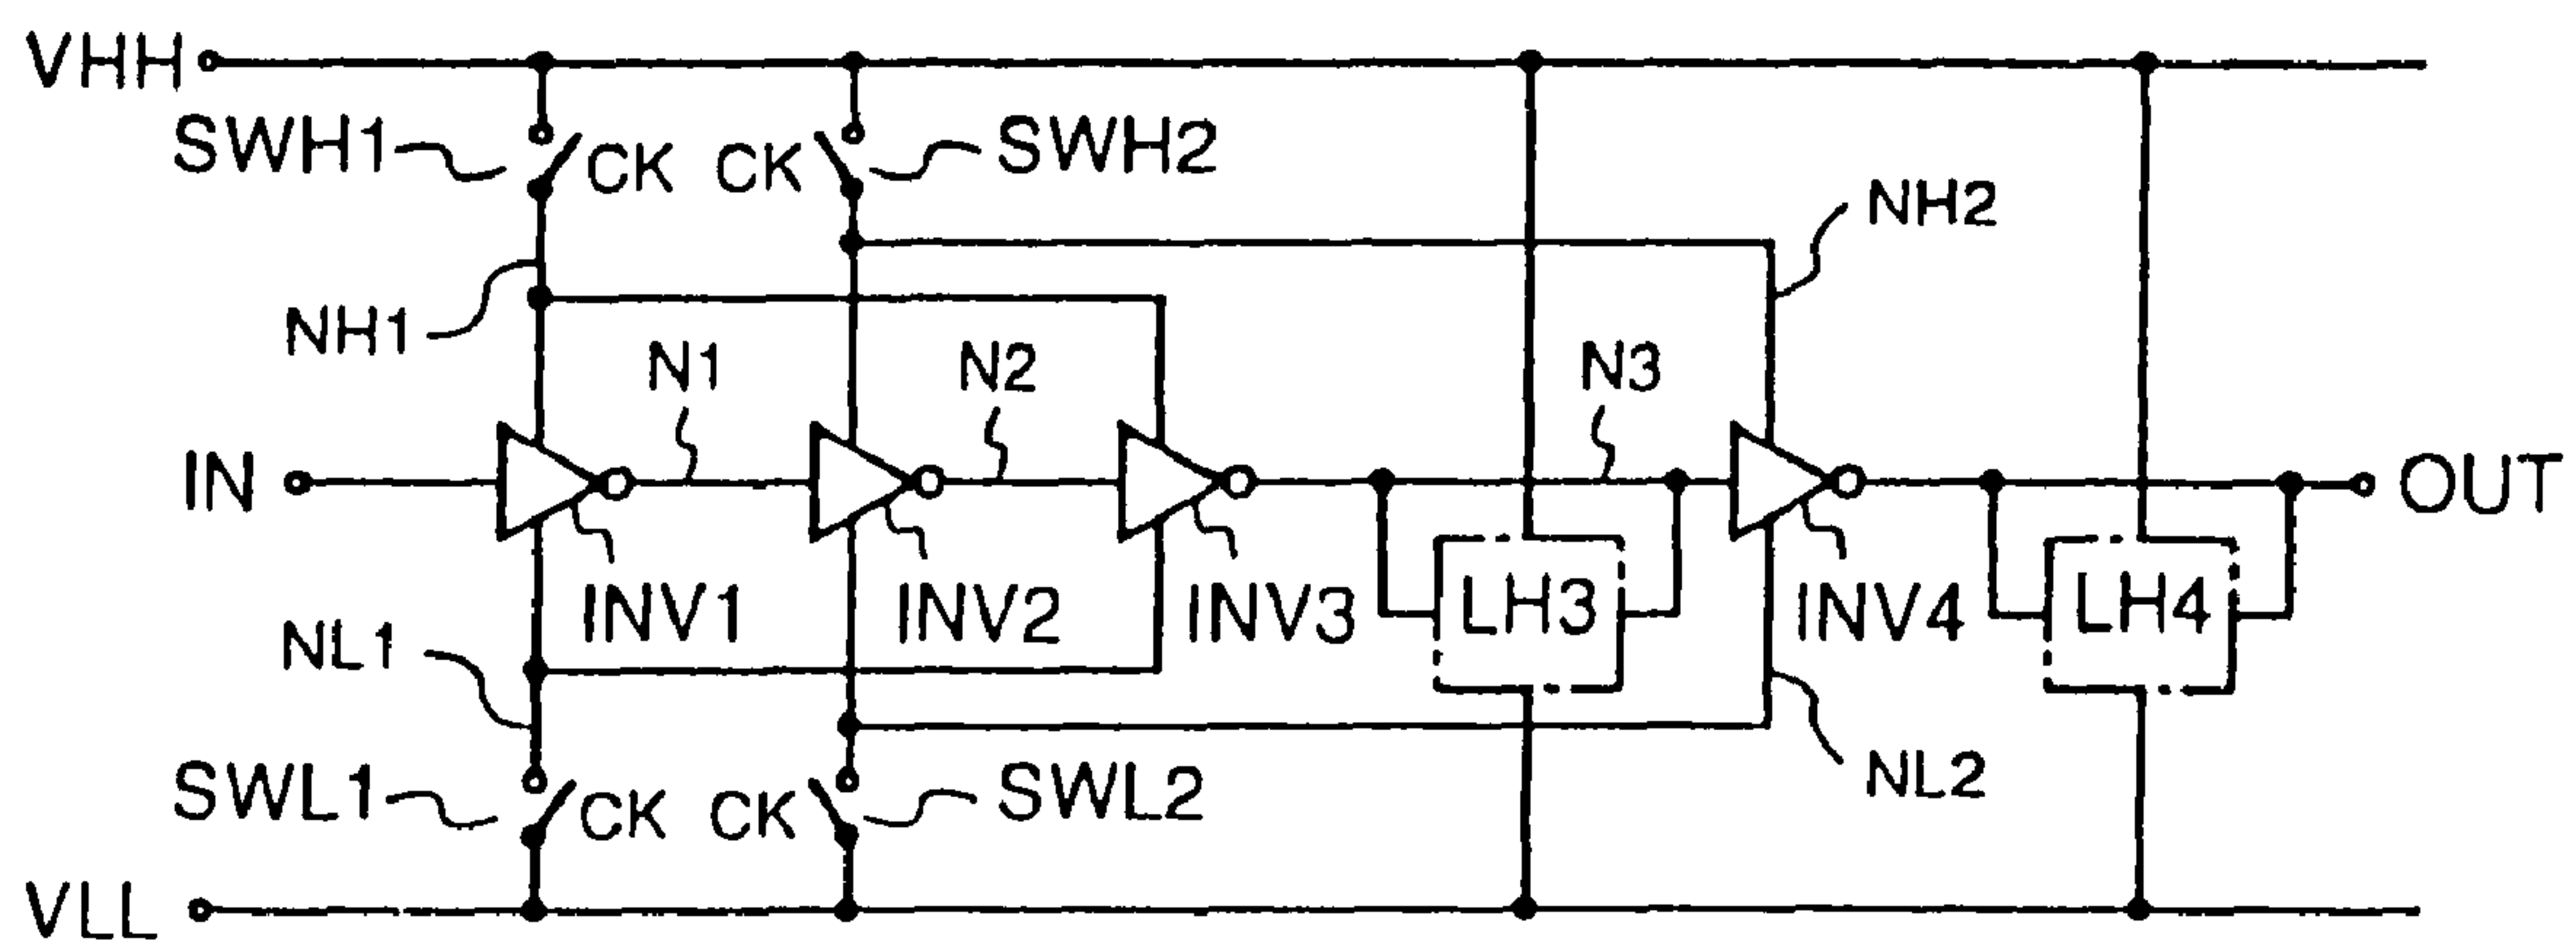 VHH
SWH1 CK CK SWH2
NH2
NH1 N1 N2 N3
IN OUT
INV1 INV2 INV3 LH3 INV4 LH4
NL1
NL2
SWL1 CK CK SWL2
VLL